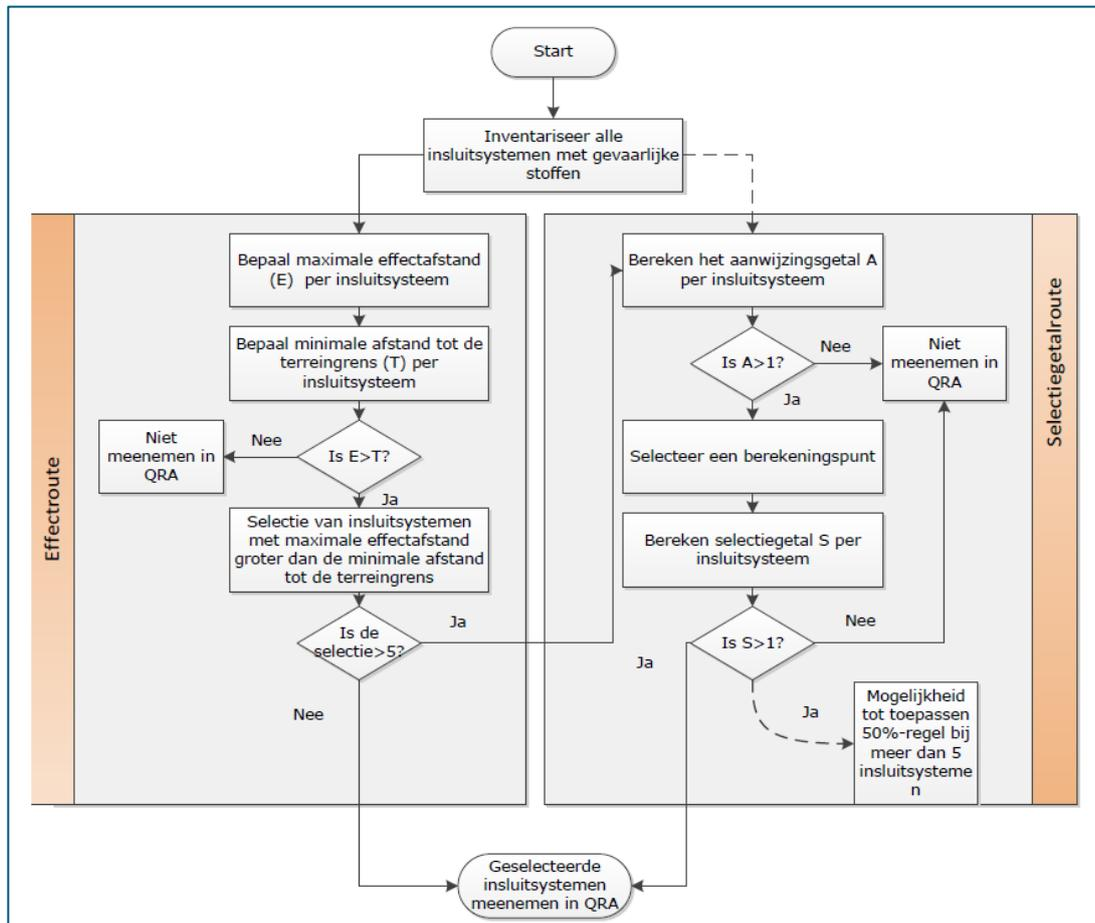 Start
Inventariseer alle
insluitsystemen met gevaarlijke
stoffen
Effectroute
Bepaal maximale effectafstand
(E) per insluitsysteem
Bepaal minimale afstand tot de
terreingrens (T) per
insluitsysteem
Is E>T?
Nee
Niet
meenemen in
QRA
Ja
Selectie van insluitsystemen
met maximale effectafstand
groter dan de minimale afstand
tot de terreingrens
Is de
selectie>5?
Ja
Nee
Selectiegetalroute
Bereken het aanwijzingsgetal A
per insluitsysteem
Is A>1?
Nee
Niet
meenemen in
QRA
Ja
Selecteer een berekeningspunt
Bereken selectiegetal S per
insluitsysteem
Is S>1?
Nee
Ja
Ja
Mogelijkheid
tot toepassen
50%-regel bij
meer dan 5
insluitsysteme
n
Geselecteerde
insluitsystemen
meenemen in QRA